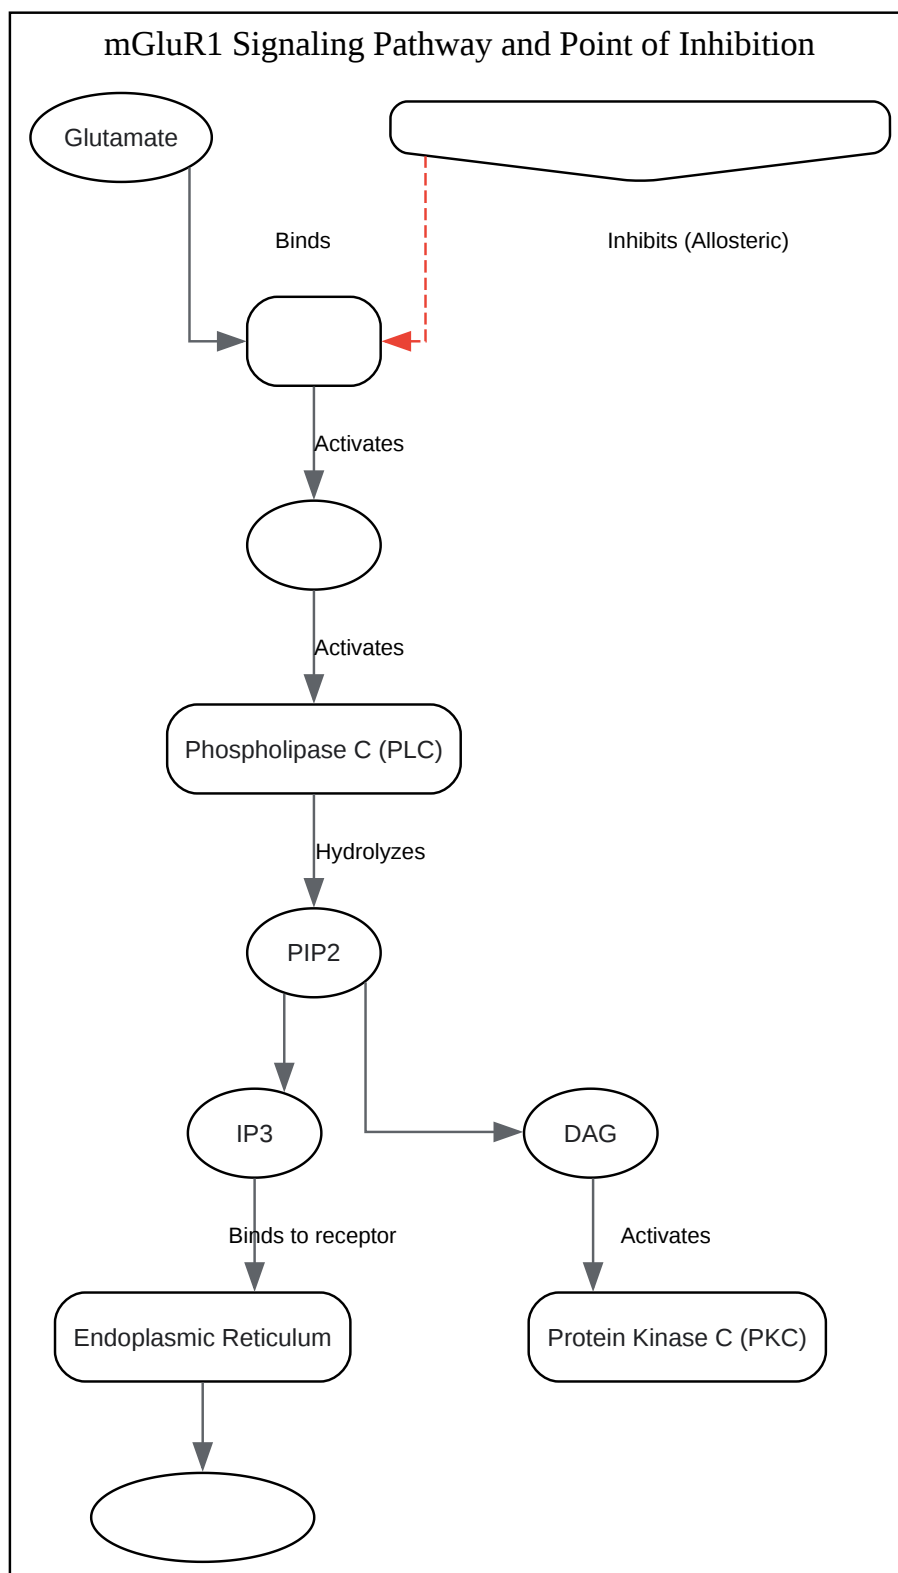 mGluR1 Signaling Pathway and Point of Inhibition
Glutamate
Binds
Inhibits (Allosteric)
Activates
Activates
Phospholipase C (PLC)
Hydrolyzes
PIP2
IP3
DAG
Binds to receptor
Activates
Endoplasmic Reticulum
Protein Kinase C (PKC)